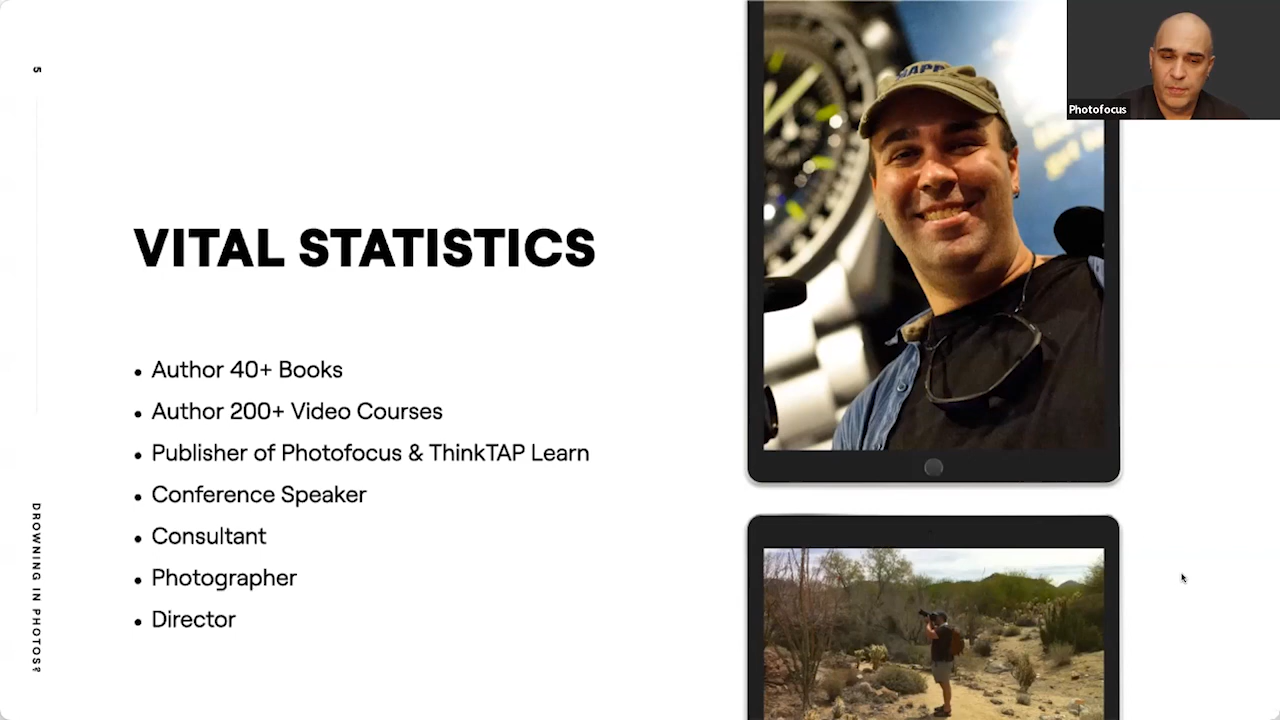 5
VITAL STATISTICS
• Author 40+ Books
• Author 200+ Video Courses
• Publisher of Photofocus & ThinkTAP Learn
• Conference Speaker
• Consultant
• Photographer
• Director
DROWNING IN PHOTOS?
Photofocus